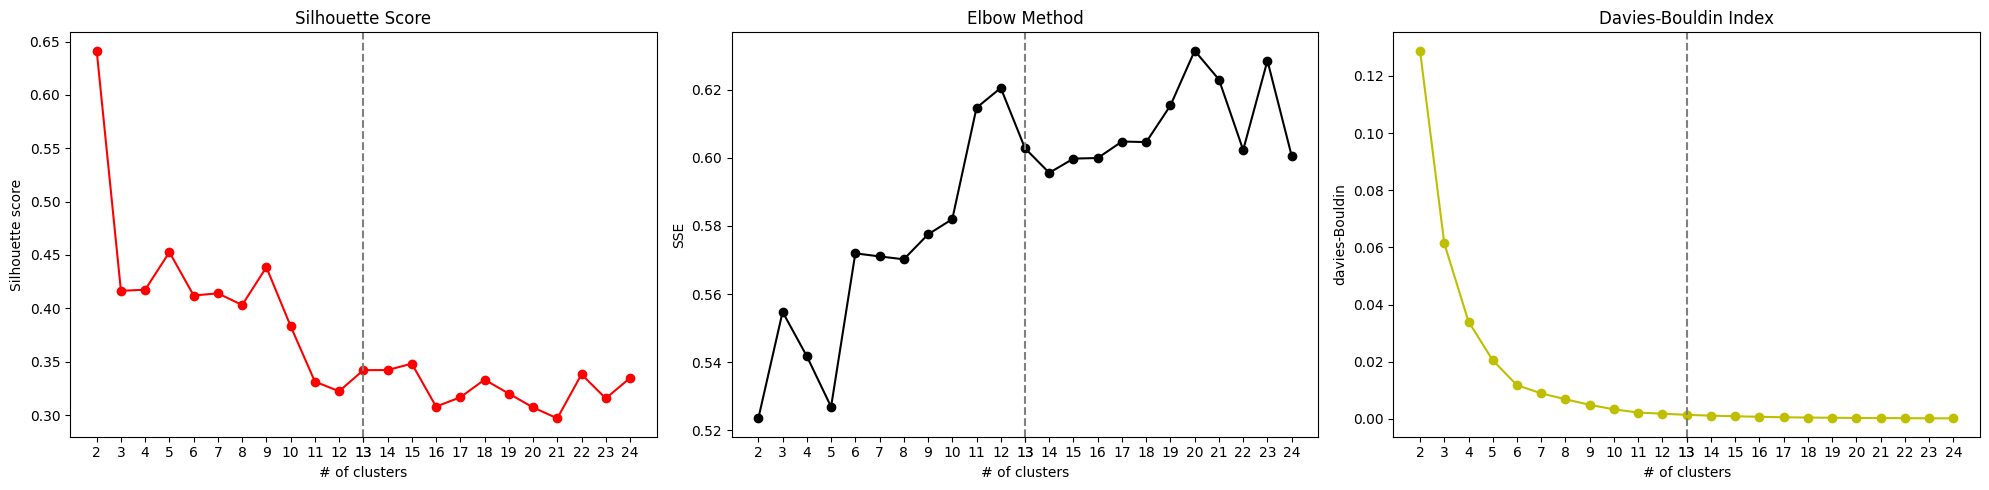 Silhouette Score
Silhouette score
0.65
0.60
0.55
0.50
0.45
0.40
0.35
0.30
2 3 4 5 6 7 8 9 10 11 12 13 14 15 16 17 18 19 20 21 22 23 24
# of clusters
Elbow Method
SSE
0.62
0.60
0.58
0.56
0.54
0.52
2 3 4 5 6 7 8 9 10 11 12 13 14 15 16 17 18 19 20 21 22 23 24
# of clusters
Davies-Bouldin Index
davies-Bouldin
0.12
0.10
0.08
0.06
0.04
0.02
0.00
2 3 4 5 6 7 8 9 10 11 12 13 14 15 16 17 18 19 20 21 22 23 24
# of clusters